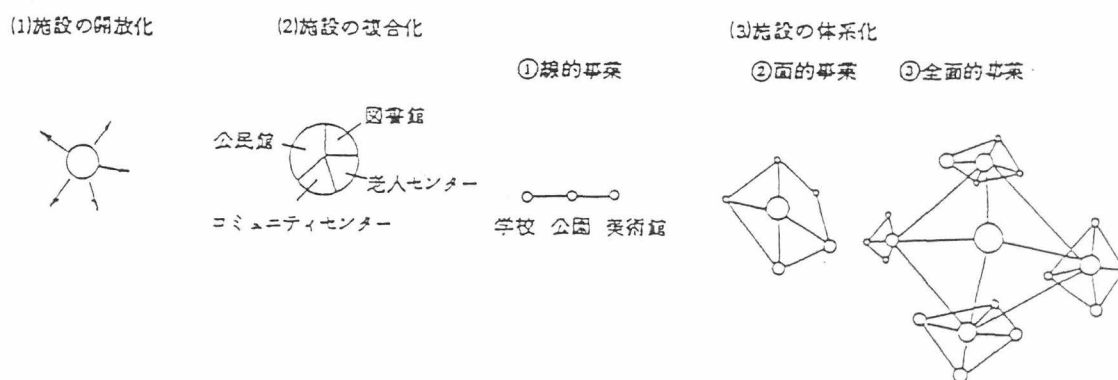 (1)施設の開放化
(2)施設の複合化
(3)施設の体系化
①線的事業
②面的事業
③全面的事業
図書館
公民館
老人センター
コミュニティセンター
学校 公園 美術館